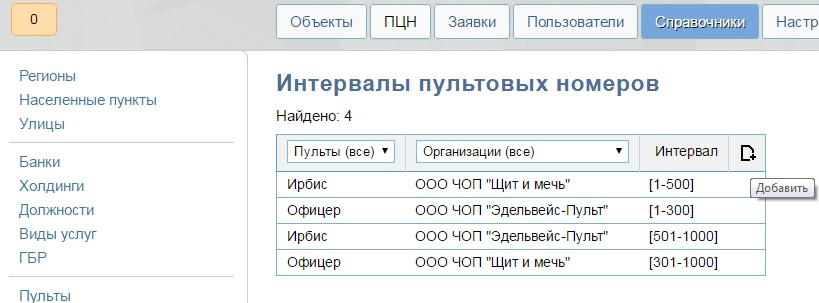 0
Объекты ПЦН Заявки Пользователи Справочники Настр
Регионы
Населенные пункты
Улицы
Банки
Холдинги
Должности
Виды услуг
ГБР
Пульты
Интервалы пультовых номеров
Найдено: 4
Пульты (все) Организации (все) Интервал
Добавить
Ирбис ООО ЧОП "Щит и мечь" [1-500]
Офицер ООО ЧОП "Эдельвейс-Пульт" [1-300]
Ирбис ООО ЧОП "Эдельвейс-Пульт" [501-1000]
Офицер ООО ЧОП "Щит и мечь" [301-1000]